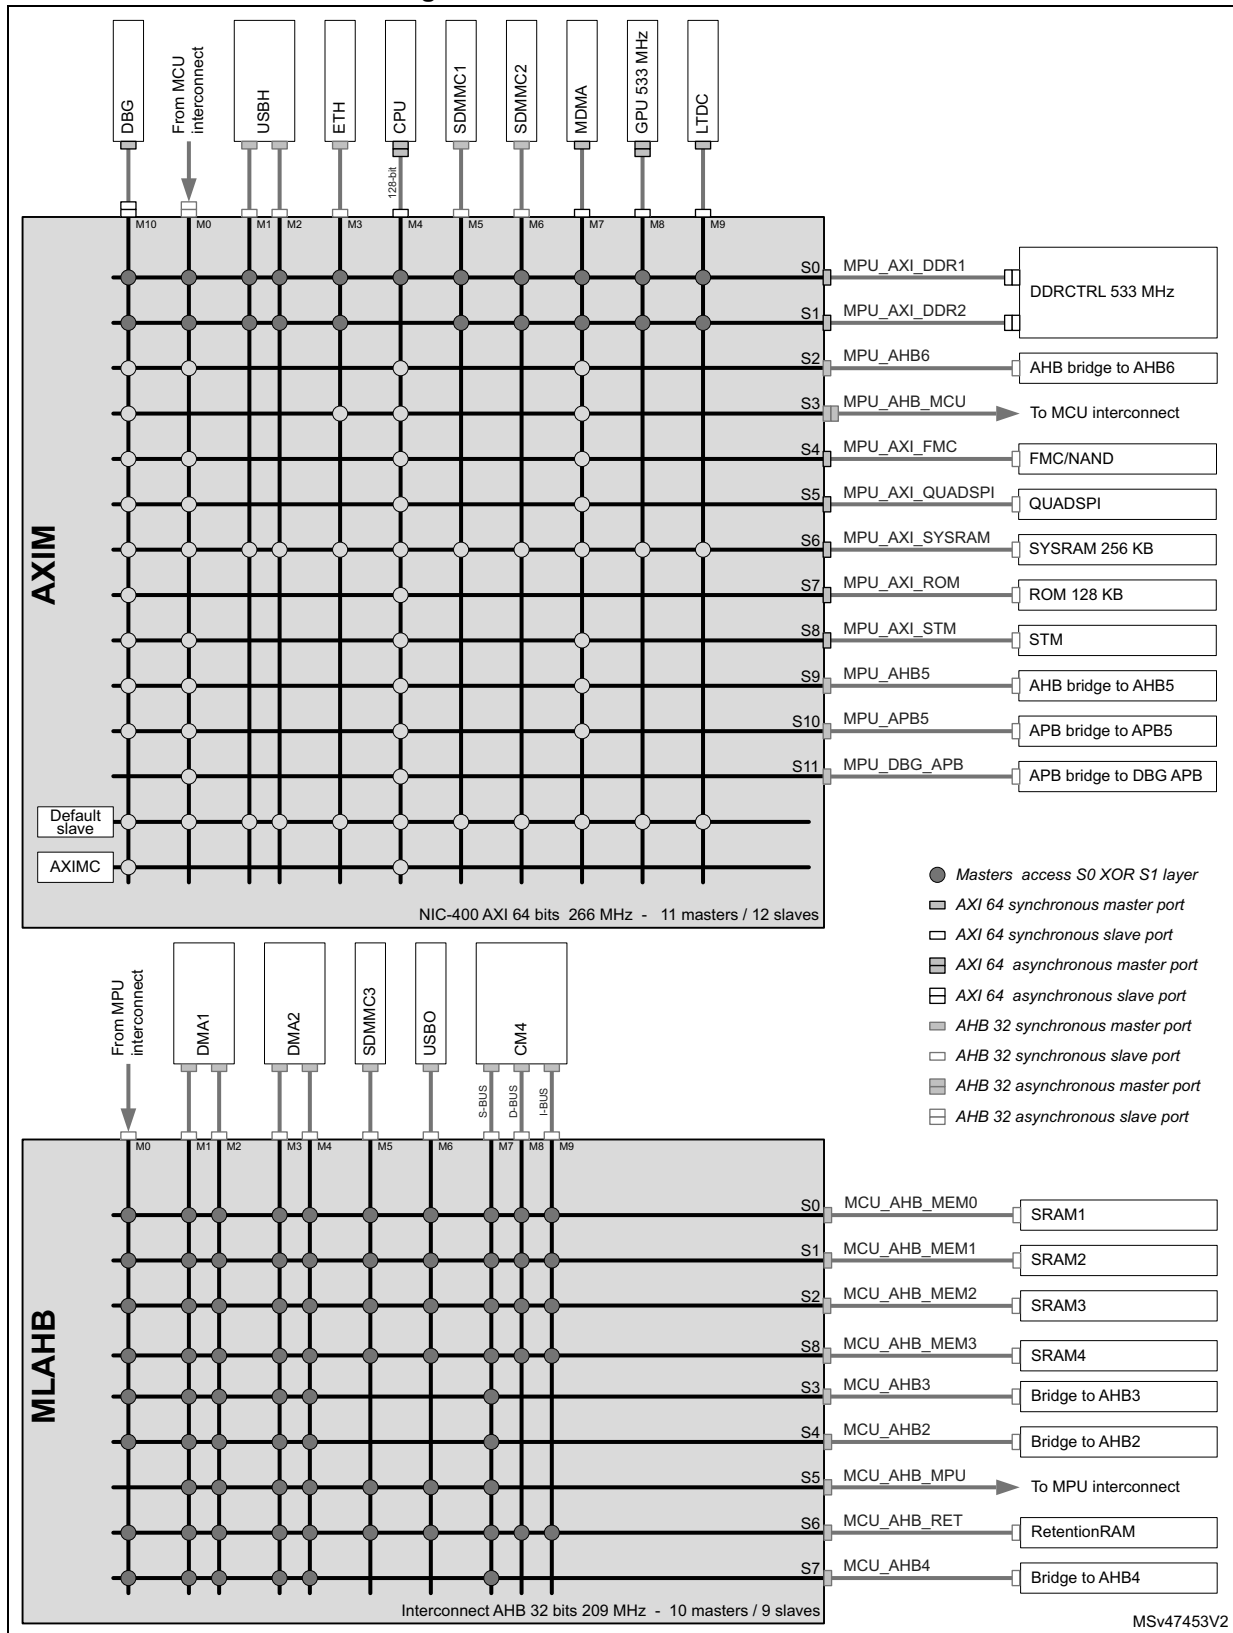 DBG
From MCU
interconnect
USBH
ETH
CPU
SDMMC1
SDMMC2
MDMA
GPU 533 MHz
LTDC
128-bit
M10
M0
M1
M2
M3
M4
M5
M6
M7
M8
M9
AXIM
S0
MPU_AXI_DDR1
DDRCTRL 533 MHz
S1
MPU_AXI_DDR2
S2
MPU_AHB6
AHB bridge to AHB6
S3
MPU_AHB_MCU
To MCU interconnect
S4
MPU_AXI_FMC
FMC/NAND
S5
MPU_AXI_QUADSPI
QUADSPI
S6
MPU_AXI_SYSRAM
SYSRAM 256 KB
S7
MPU_AXI_ROM
ROM 128 KB
S8
MPU_AXI_STM
STM
S9
MPU_AHB5
AHB bridge to AHB5
S10
MPU_APB5
APB bridge to APB5
S11
MPU_DBG_APB
APB bridge to DBG APB
Default
slave
AXIMC
NIC-400 AXI 64 bits 266 MHz - 11 masters / 12 slaves
Masters access S0 XOR S1 layer
AXI 64 synchronous master port
AXI 64 synchronous slave port
AXI 64 asynchronous master port
AXI 64 asynchronous slave port
AHB 32 synchronous master port
AHB 32 synchronous slave port
AHB 32 asynchronous master port
AHB 32 asynchronous slave port
From MPU
interconnect
DMA1
DMA2
SDMMC3
USBO
CM4
S-BUS
D-BUS
I-BUS
M0
M1
M2
M3
M4
M5
M6
M7
M8
M9
MLAHB
S0
MCU_AHB_MEM0
SRAM1
S1
MCU_AHB_MEM1
SRAM2
S2
MCU_AHB_MEM2
SRAM3
S8
MCU_AHB_MEM3
SRAM4
S3
MCU_AHB3
Bridge to AHB3
S4
MCU_AHB2
Bridge to AHB2
S5
MCU_AHB_MPU
To MPU interconnect
S6
MCU_AHB_RET
RetentionRAM
S7
MCU_AHB4
Bridge to AHB4
Interconnect AHB 32 bits 209 MHz - 10 masters / 9 slaves
MSv47453V2